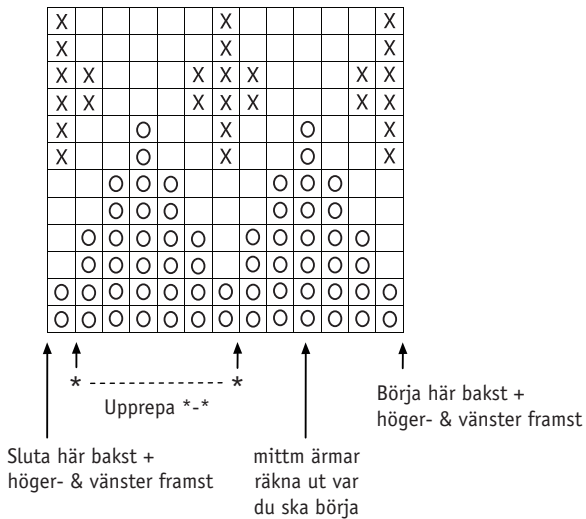 X X X
X X X
X X X X X X X
X X X X X X X
X O X O X
X O X O X
O O O O O O
O O O O O O
O O O O O O O O O O
O O O O O O O O O O
O O O O O O O O O O O O O
O O O O O O O O O O O O O
* ---------------- *
Upprepa *-*
Börja här bakst +
höger- & vänster framst
Sluta här bakst +
höger- & vänster framst
mittm ärmar
räkna ut var
du ska börja